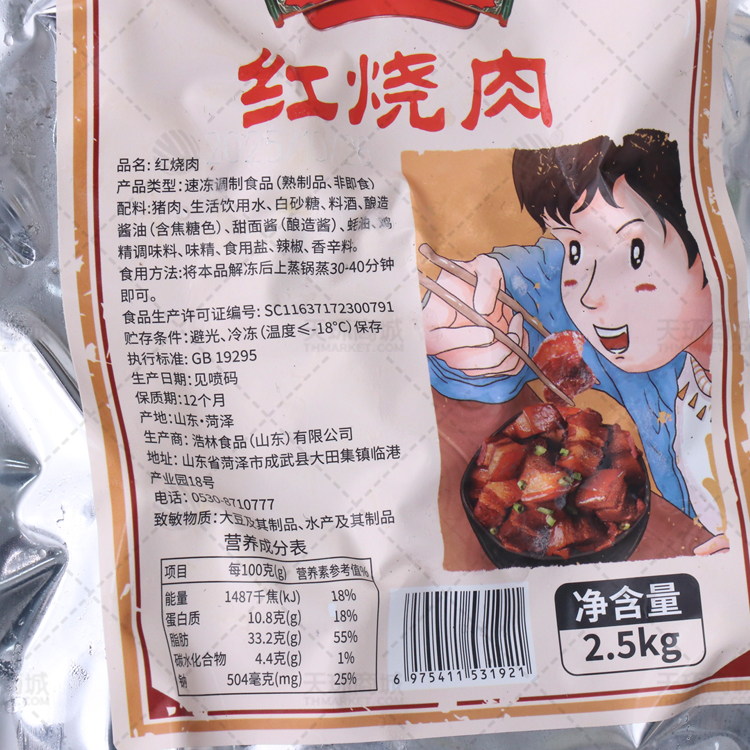 红烧肉
品名:红烧肉
产品类型:速冻调制食品(熟制品、非即食)
配料:猪肉、生活饮用水、白砂糖、料酒、酿造
酱油(含焦糖色)、甜面酱(酿造酱)、蚝油、鸡
精调味料、味精、食用盐、辣椒、香辛料。
食用方法:将本品解冻后上蒸锅蒸30-40分钟
即可。
食品生产许可证编号:SC11637172300791
贮存条件:避光、冷冻(温度≤-18°C)保存
执行标准:GB 19295
生产日期:见喷码
保质期:12个月
产地:山东·菏泽
生产商:浩林食品(山东)有限公司
地址:山东省菏泽市成武县大田集镇临港
产业园18号
电话:0530-8710777
致敏物质:大豆及其制品、水产及其制品
营养成分表
项目 每100克(g) 营养素参考值%
能量 1487千焦(kJ) 18%
蛋白质 10.8克(g) 18%
脂肪 33.2克(g) 55%
碳水化合物 4.4克(g) 1%
钠 504毫克(mg) 25%
6 975411 531921
净含量
2.5kg